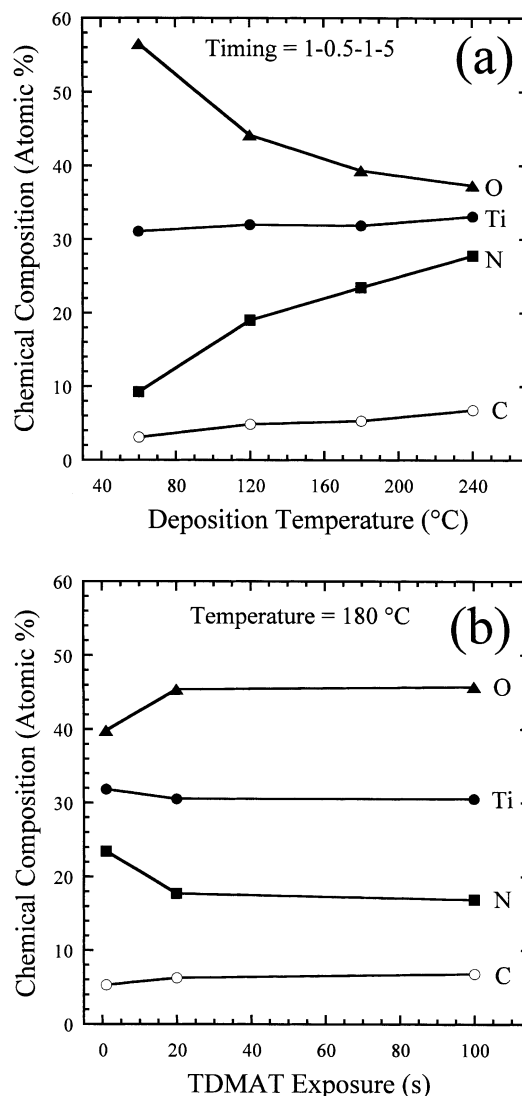 60
Timing = 1-0.5-1-5
(a)
50
40
O
Ti
30
N
20
10
C
0
40 80 120 160 200 240
Chemical Composition (Atomic %)
Deposition Temperature (°C)
60
Temperature = 180 °C
(b)
50
O
40
30
Ti
20
N
10
C
0
0 20 40 60 80 100
Chemical Composition (Atomic %)
TDMAT Exposure (s)